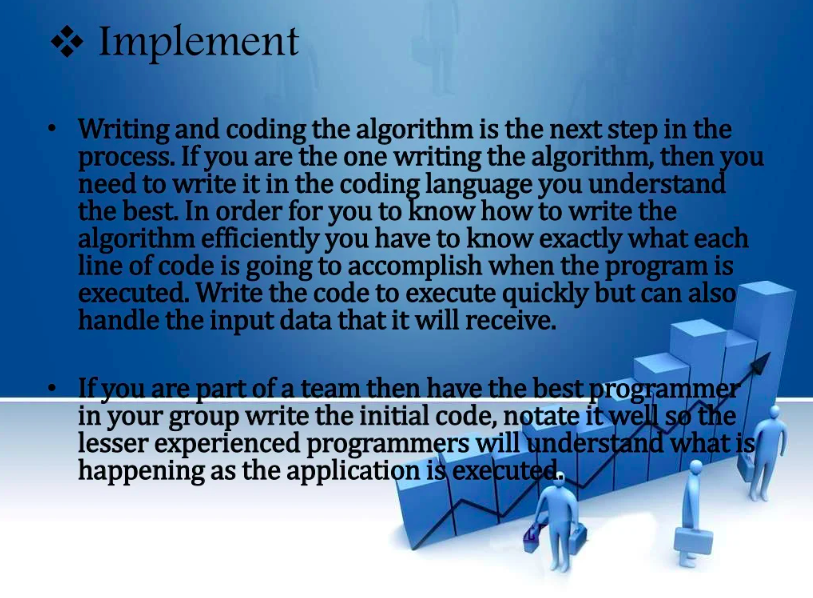 ❖ Implement
• Writing and coding the algorithm is the next step in the
process. If you are the one writing the algorithm, then you
need to write it in the coding language you understand
the best. In order for you to know how to write the
algorithm efficiently you have to know exactly what each
line of code is going to accomplish when the program is
executed. Write the code to execute quickly but can also
handle the input data that it will receive.
• If you are part of a team then have the best programmer
in your group write the initial code, notate it well so the
lesser experienced programmers will understand what is
happening as the application is executed.